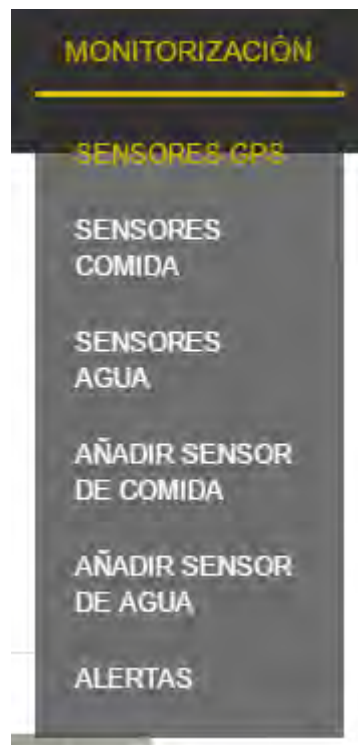 MONITORIZACIÓN
SENSORES GPS
SENSORES
COMIDA
SENSORES
AGUA
AÑADIR SENSOR
DE COMIDA
AÑADIR SENSOR
DE AGUA
ALERTAS